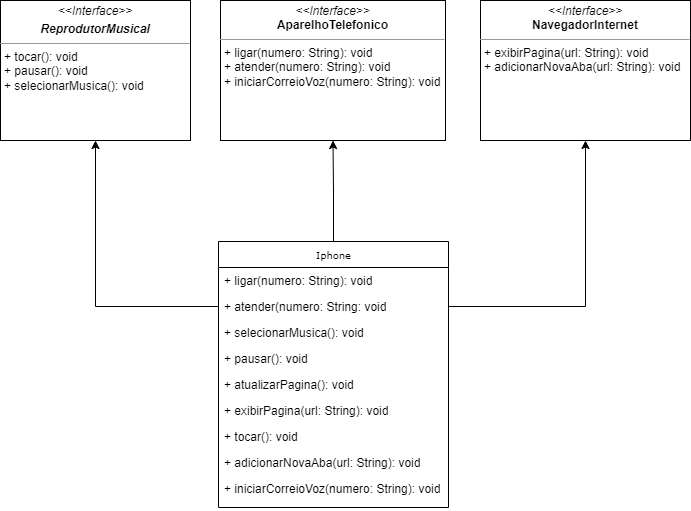 <<Interface>>
ReprodutorMusical
+ tocar(): void
+ pausar(): void
+ selecionarMusica(): void
<<Interface>>
AparelhoTelefonico
+ ligar(numero: String): void
+ atender(numero: String): void
+ iniciarCorreioVoz(numero: String): void
<<Interface>>
NavegadorInternet
+ exibirPagina(url: String): void
+ adicionarNovaAba(url: String): void
Iphone
+ ligar(numero: String): void
+ atender(numero: String: void
+ selecionarMusica(): void
+ pausar(): void
+ atualizarPagina(): void
+ exibirPagina(url: String): void
+ tocar(): void
+ adicionarNovaAba(url: String): void
+ iniciarCorreioVoz(numero: String): void